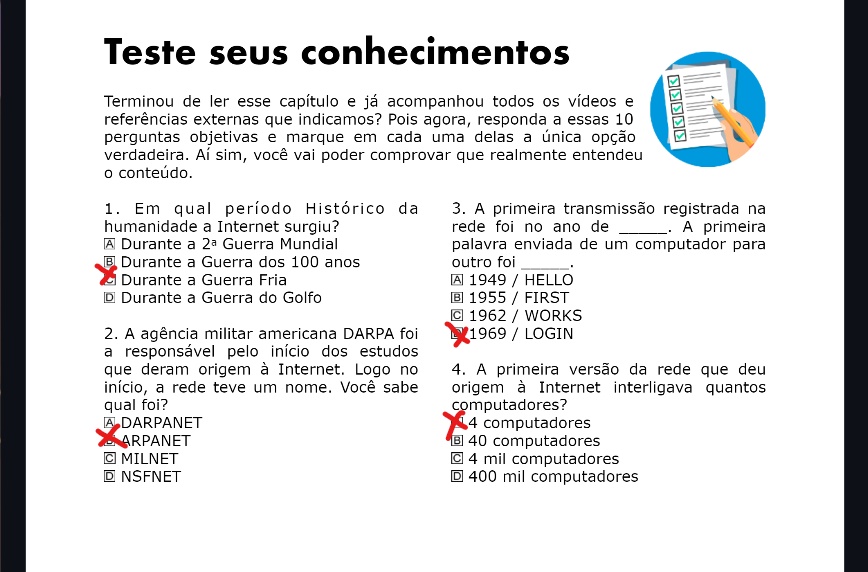 Teste seus conhecimentos
Terminou de ler esse capítulo e já acompanhou todos os vídeos e
referências externas que indicamos? Pois agora, responda a essas 10
perguntas objetivas e marque em cada uma delas a única opção
verdadeira. Aí sim, você vai poder comprovar que realmente entendeu
o conteúdo.
1. Em qual período Histórico da
humanidade a Internet surgiu?
A Durante a 2ª Guerra Mundial
B Durante a Guerra dos 100 anos
C Durante a Guerra Fria
D Durante a Guerra do Golfo
2. A agência militar americana DARPA foi
a responsável pelo início dos estudos
que deram origem à Internet. Logo no
início, a rede teve um nome. Você sabe
qual foi?
A DARPANET
B ARPANET
C MILNET
D NSFNET
3. A primeira transmissão registrada na
rede foi no ano de _____. A primeira
palavra enviada de um computador para
outro foi _____.
A 1949 / HELLO
B 1955 / FIRST
C 1962 / WORKS
D 1969 / LOGIN
4. A primeira versão da rede que deu
origem à Internet interligava quantos
computadores?
A 4 computadores
B 40 computadores
C 4 mil computadores
D 400 mil computadores